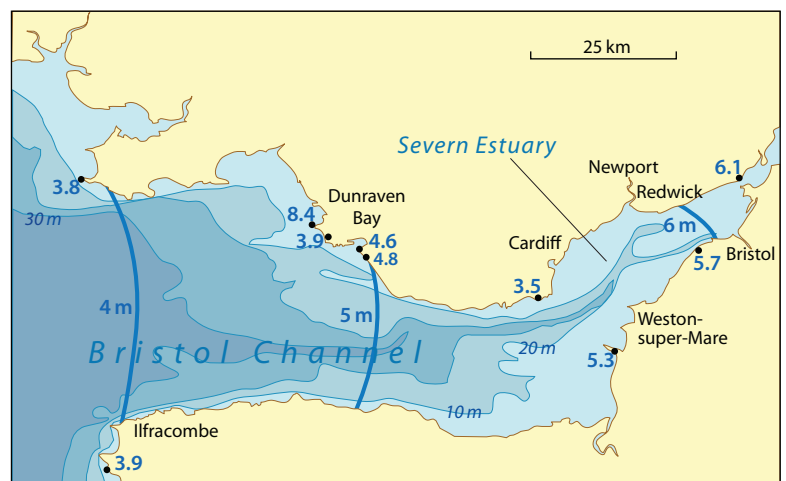 25 km
Severn Estuary
Newport
6.1
3.8
Redwick
Dunraven
Bay
30 m
8.4
6 m
3.9
4.6
Cardiff
4.8
Bristol
5.7
3.5
4 m
5 m
Weston-
super-Mare
20 m
Bristol Channel
5.3
10 m
Ilfracombe
3.9